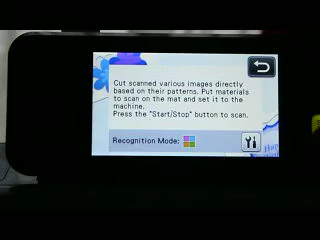 Cut scanned various images directly
based on their patterns. Put materials
to scan on the mat and set it to the
machine.
Press the "Start/Stop" button to scan.
Recognition Mode: